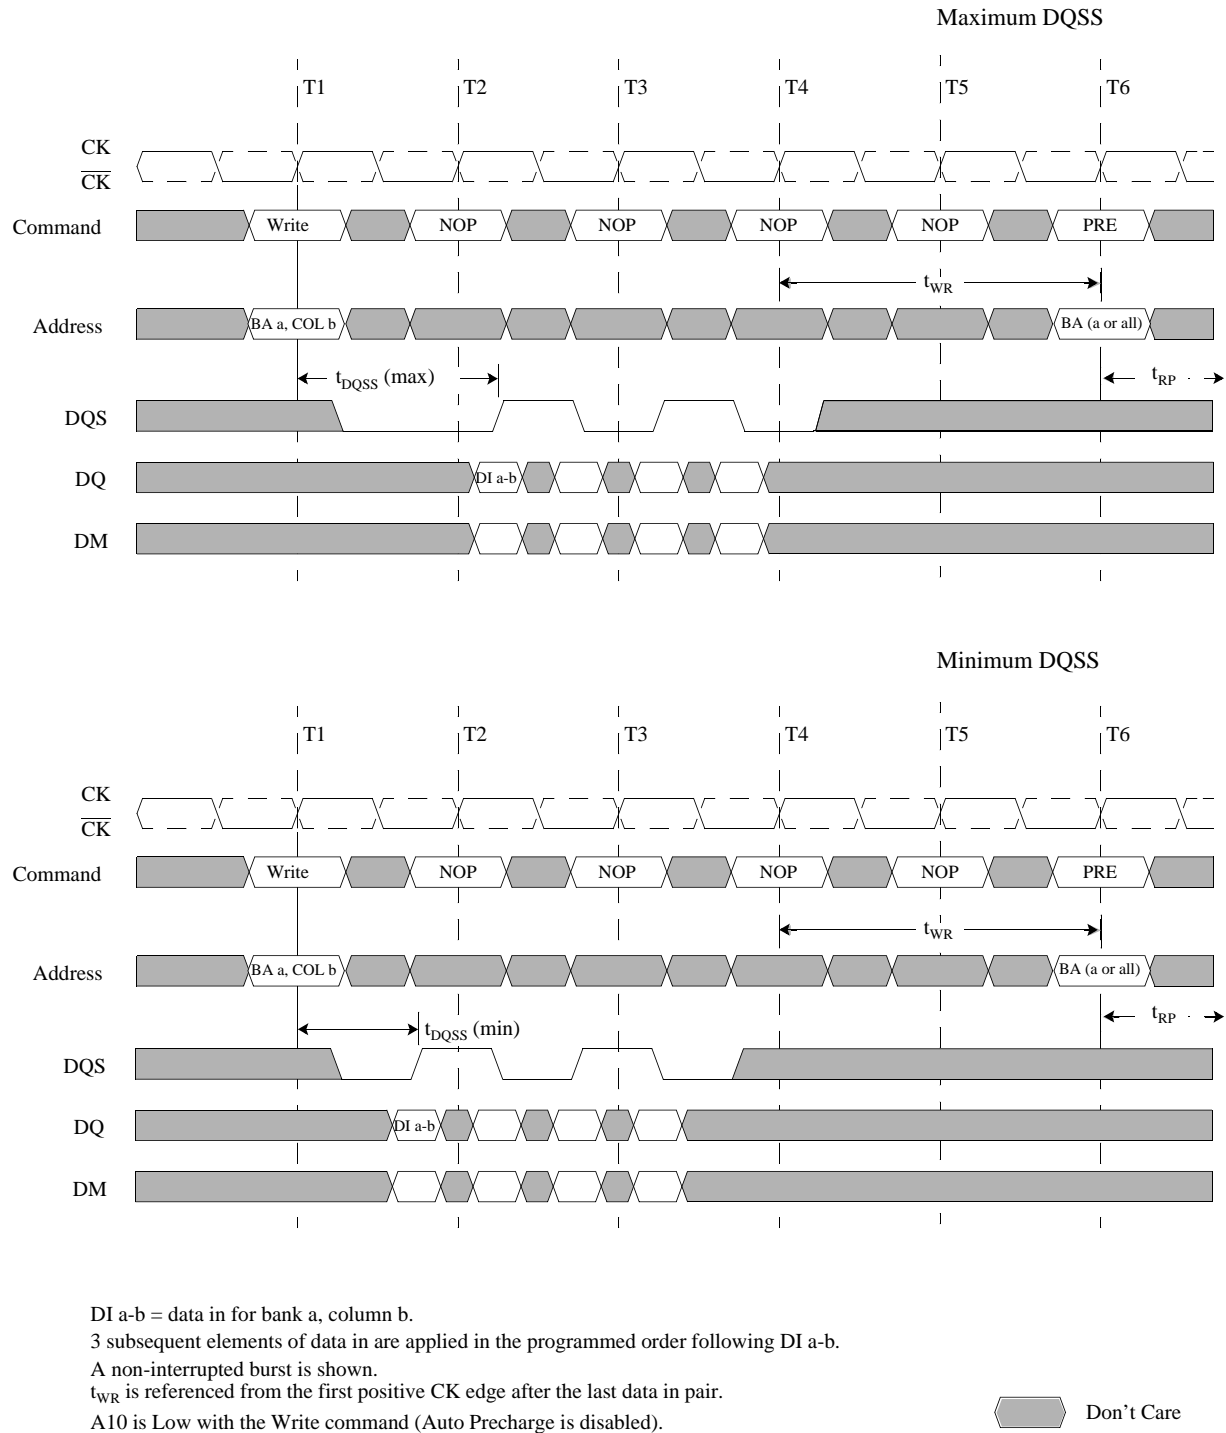 Maximum DQSS
T1 T2 T3 T4 T5 T6
CK
CK
Command Write NOP NOP NOP NOP PRE
tWR
Address BA a, COL b BA (a or all)
tDQSS (max) tRP
DQS
DQ DI a-b
DM
Minimum DQSS
T1 T2 T3 T4 T5 T6
CK
CK
Command Write NOP NOP NOP NOP PRE
tWR
Address BA a, COL b BA (a or all)
tDQSS (min) tRP
DQS
DQ DI a-b
DM
DI a-b = data in for bank a, column b.
3 subsequent elements of data in are applied in the programmed order following DI a-b.
A non-interrupted burst is shown.
tWR is referenced from the first positive CK edge after the last data in pair.
A10 is Low with the Write command (Auto Precharge is disabled).
Don't Care